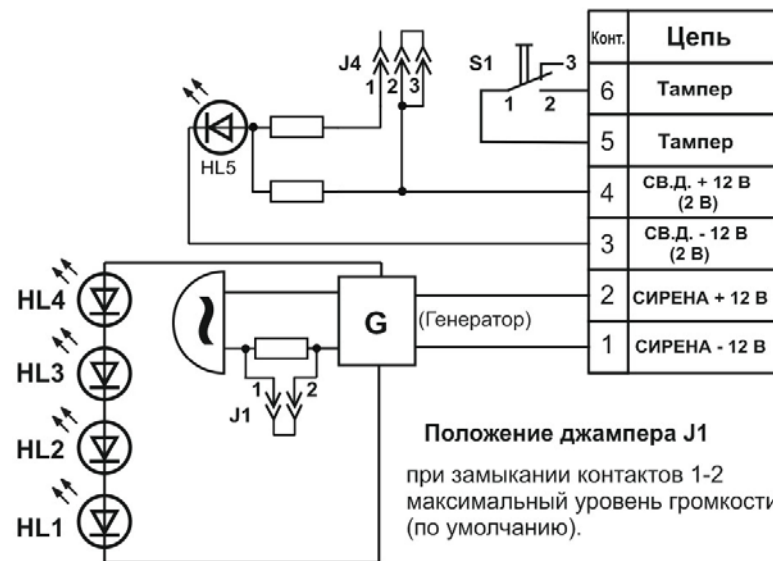 Конт. Цепь
J4
1 2 3
S1
3
1 2
6 Тампер
5 Тампер
HL5
4 СВ.Д. + 12 В
(2 В)
3 СВ.Д. - 12 В
(2 В)
HL4
~
G
(Генератор)
2 СИРЕНА + 12 В
1 СИРЕНА - 12 В
HL3
1 2
J1
HL2
HL1
Положение джампера J1
при замыкании контактов 1-2
максимальный уровень громкости
(по умолчанию).